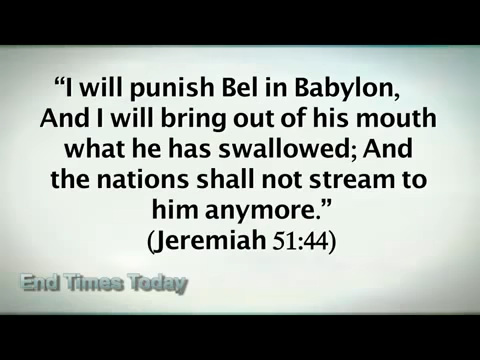 “I will punish Bel in Babylon,
And I will bring out of his mouth
what he has swallowed; And
the nations shall not stream to
him anymore.”
(Jeremiah 51:44)
End Times Today